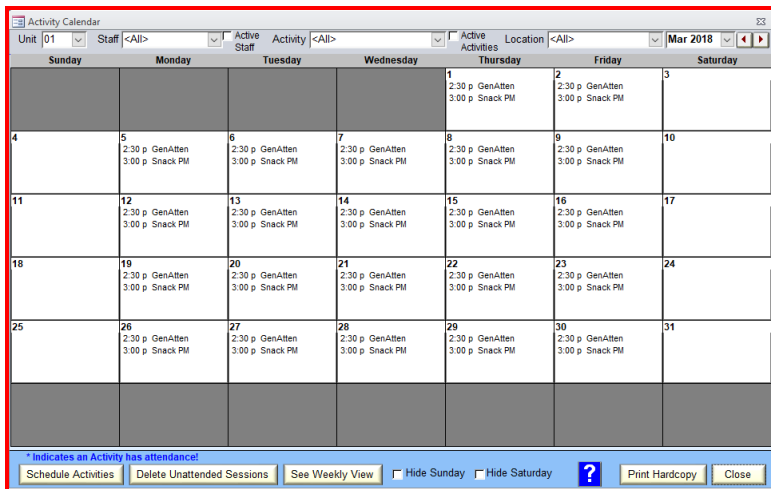 Activity Calendar
Unit 01 Staff <All> Active Staff Activity <All> Active Activities Location <All> Mar 2018
Sunday Monday Tuesday Wednesday Thursday Friday Saturday
1 2 3
2:30 p GenAtten 2:30 p GenAtten
3:00 p Snack PM 3:00 p Snack PM
4 5 6 7 8 9 10
2:30 p GenAtten 2:30 p GenAtten 2:30 p GenAtten 2:30 p GenAtten 2:30 p GenAtten
3:00 p Snack PM 3:00 p Snack PM 3:00 p Snack PM 3:00 p Snack PM 3:00 p Snack PM
11 12 13 14 15 16 17
2:30 p GenAtten 2:30 p GenAtten 2:30 p GenAtten 2:30 p GenAtten 2:30 p GenAtten
3:00 p Snack PM 3:00 p Snack PM 3:00 p Snack PM 3:00 p Snack PM 3:00 p Snack PM
18 19 20 21 22 23 24
2:30 p GenAtten 2:30 p GenAtten 2:30 p GenAtten 2:30 p GenAtten 2:30 p GenAtten
3:00 p Snack PM 3:00 p Snack PM 3:00 p Snack PM 3:00 p Snack PM 3:00 p Snack PM
25 26 27 28 29 30 31
2:30 p GenAtten 2:30 p GenAtten 2:30 p GenAtten 2:30 p GenAtten 2:30 p GenAtten
3:00 p Snack PM 3:00 p Snack PM 3:00 p Snack PM 3:00 p Snack PM 3:00 p Snack PM
* Indicates an Activity has attendance!
Schedule Activities Delete Unattended Sessions See Weekly View Hide Sunday Hide Saturday ? Print Hardcopy Close